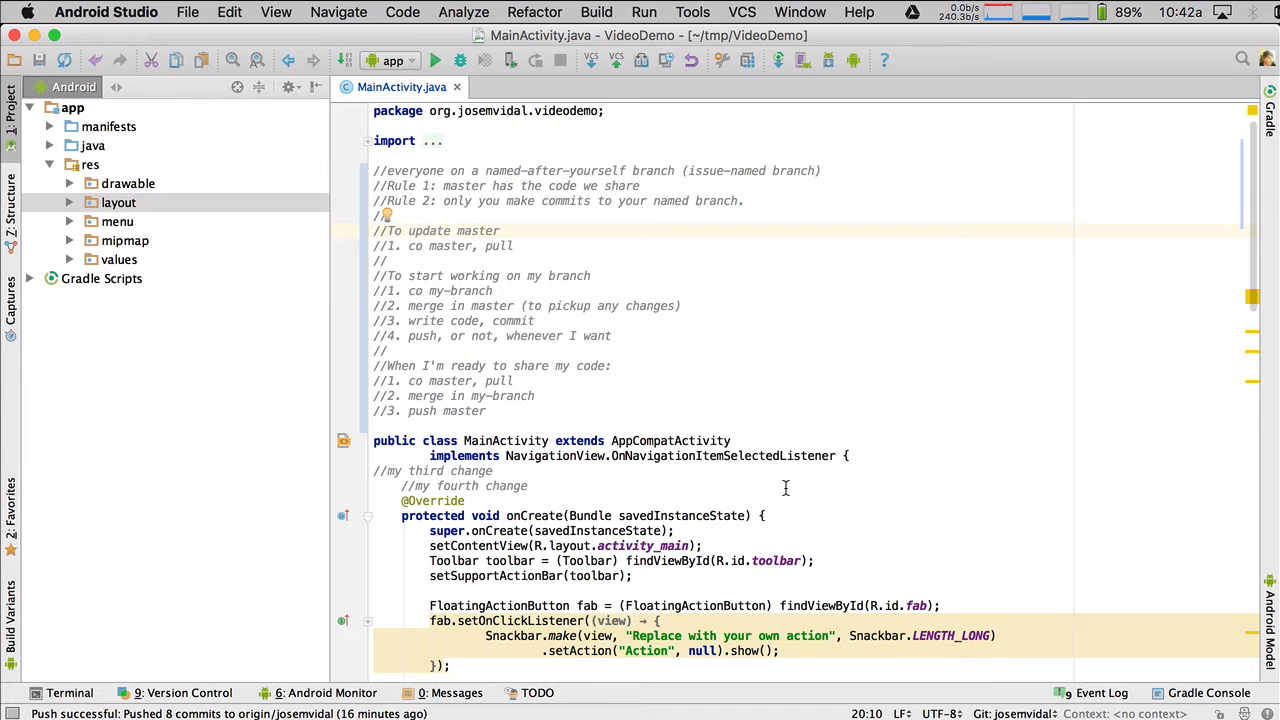 Android Studio File Edit View Navigate Code Analyze Refactor Build Run Tools VCS Window Help 0.0b/s 240.3b/s 89% 10:42a
MainActivity.java - VideoDemo - [~/tmp/VideoDemo]
app VCS VCS ?
Android
MainActivity.java
1: Project
Z: Structure
Captures
2: Favorites
Build Variants
app
manifests
java
res
drawable
layout
menu
mipmap
values
Gradle Scripts
package org.josemvidal.videodemo;
import ...
//everyone on a named-after-yourself branch (issue-named branch)
//Rule 1: master has the code we share
//Rule 2: only you make commits to your named branch.
//
//To update master
//1. co master, pull
//
//To start working on my branch
//1. co my-branch
//2. merge in master (to pickup any changes)
//3. write code, commit
//4. push, or not, whenever I want
//
//When I'm ready to share my code:
//1. co master, pull
//2. merge in my-branch
//3. push master
public class MainActivity extends AppCompatActivity
implements NavigationView.OnNavigationItemSelectedListener {
//my third change
//my fourth change
@Override
protected void onCreate(Bundle savedInstanceState) {
super.onCreate(savedInstanceState);
setContentView(R.layout.activity_main);
Toolbar toolbar = (Toolbar) findViewById(R.id.toolbar);
setSupportActionBar(toolbar);
FloatingActionButton fab = (FloatingActionButton) findViewById(R.id.fab);
fab.setOnClickListener((view) → {
Snackbar.make(view, "Replace with your own action", Snackbar.LENGTH_LONG)
.setAction("Action", null).show();
});
Gradle
Android Model
Terminal 9: Version Control 6: Android Monitor 0: Messages TODO 9 Event Log Gradle Console
Push successful: Pushed 8 commits to origin/josemvidal (16 minutes ago) 20:10 LF÷ UTF-8÷ Git: josemvidal÷ Context: <no context>